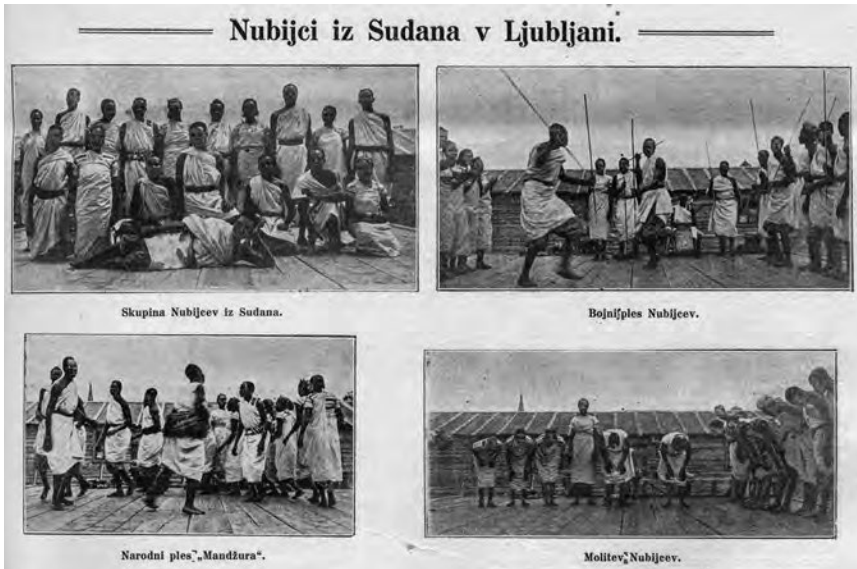 Nubijci iz Sudana v Ljubljani.
Skupina Nubijcev iz Sudana.
Bojni ples Nubijcev.
Narodni ples „Mandžura“.
Molitev Nubijcev.